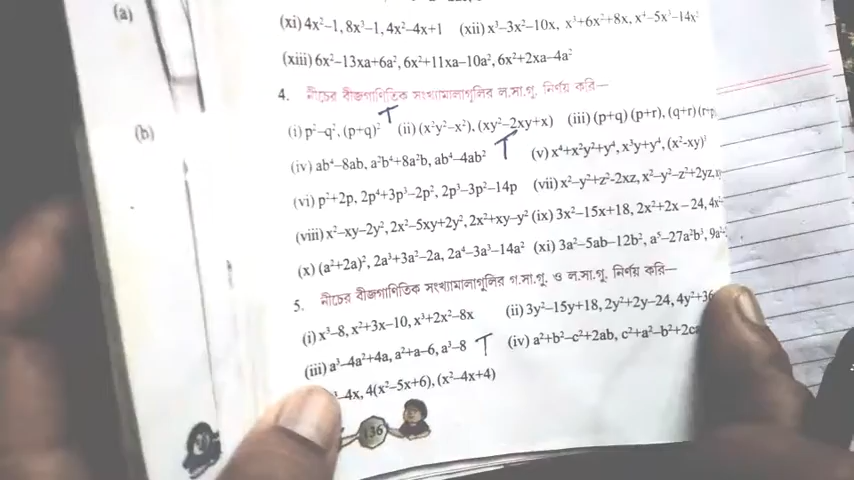 (a)
(xi) 4x²–1, 8x³–1, 4x²–4x+1 (xii) x³–3x²–10x, x³+6x²+8x, x⁴–5x³–14x²
(xiii) 6x²–13xa+6a², 6x²+11xa–10a², 6x²+2xa–4a²
4. নীচের বীজগাণিতিক সংখ্যামালাগুলির ল.সা.গু. নির্ণয় করি—
(b)
(i) p²–q², (p+q)² T (ii) (x²y²–x²), (xy²–2xy+x) (iii) (p+q) (p+r), (q+r) (r+p
(iv) ab⁴–8ab, a²b⁴+8a²b, ab⁴–4ab² T (v) x⁴+x²y²+y⁴, x³y+y⁴, (x²-xy)³
(vi) p²+2p, 2p⁴+3p³–2p², 2p³–3p²–14p (vii) x²–y²+z²-2xz, x²–y²–z²+2yz,
(viii) x²–xy–2y², 2x²–5xy+2y², 2x²+xy–y² (ix) 3x²–15x+18, 2x²+2x–24, 4x²
(x) (a²+2a)², 2a³+3a²–2a, 2a⁴–3a³–14a² (xi) 3a²–5ab–12b², a⁵–27a²b³, 9a²
5. নীচের বীজগাণিতিক সংখ্যামালাগুলির গ.সা.গু. ও ল.সা.গু. নির্ণয় করি—
(i) x³–8, x²+3x–10, x³+2x²–8x (ii) 3y²–15y+18, 2y²+2y–24, 4y²+36
(iii) a³–4a²+4a, a²+a–6, a³–8 T (iv) a²+b²–c²+2ab, c²+a²–b²+2ca
–4x, 4(x²–5x+6), (x²–4x+4)
136